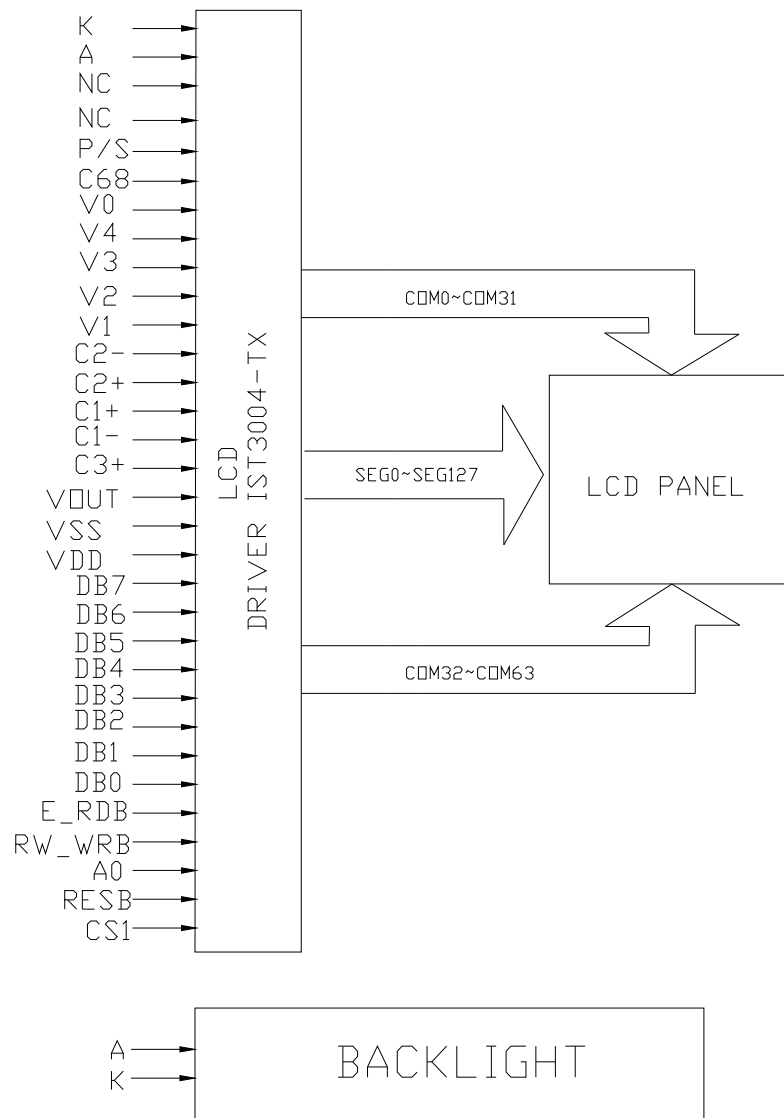 K
A
NC
NC
P/S
C68
V0
V4
V3
V2
V1
C2-
C2+
C1+
C1-
C3+
VOUT
VSS
VDD
DB7
DB6
DB5
DB4
DB3
DB2
DB1
DB0
E_RDB
RW_WRB
A0
RESB
CS1
LCD
DRIVER IST3004-TX
COM0~COM31
SEG0~SEG127
COM32~COM63
LCD PANEL
A
K
BACKLIGHT